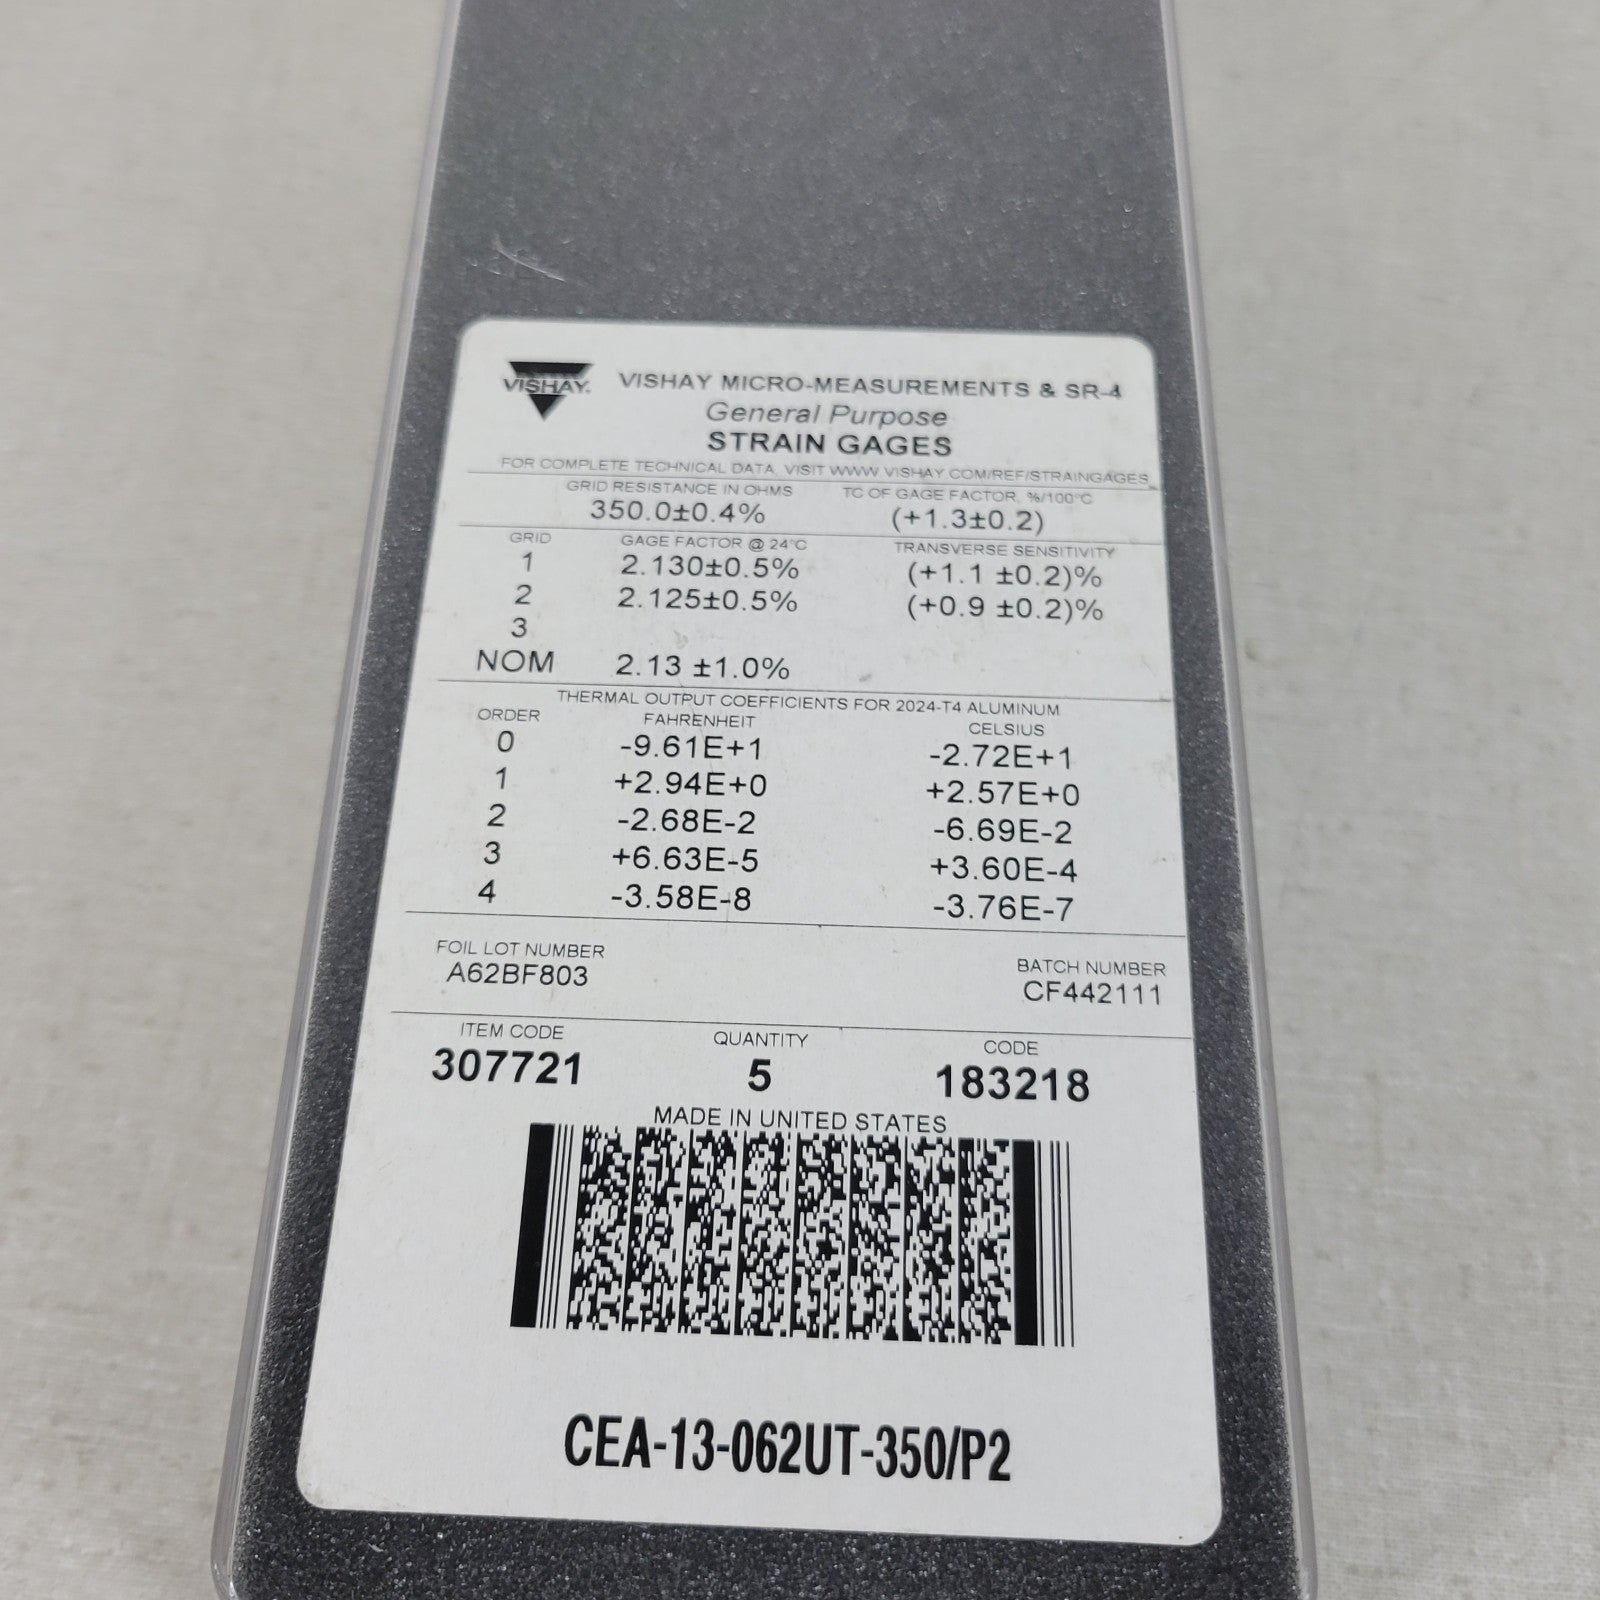 VISHAY.
VISHAY MICRO-MEASUREMENTS & SR-4
General Purpose
STRAIN GAGES
FOR COMPLETE TECHNICAL DATA, VISIT WWW.VISHAY.COM/REF/STRAINGAGES
GRID RESISTANCE IN OHMS TC OF GAGE FACTOR, %/100°C
350.0±0.4% (+1.3±0.2)
GRID GAGE FACTOR @ 24°C TRANSVERSE SENSITIVITY
1 2.130±0.5% (+1.1 ±0.2)%
2 2.125±0.5% (+0.9 ±0.2)%
3
NOM 2.13 ±1.0%
THERMAL OUTPUT COEFFICIENTS FOR 2024-T4 ALUMINUM
ORDER FAHRENHEIT CELSIUS
0 -9.61E+1 -2.72E+1
1 +2.94E+0 +2.57E+0
2 -2.68E-2 -6.69E-2
3 +6.63E-5 +3.60E-4
4 -3.58E-8 -3.76E-7
FOIL LOT NUMBER BATCH NUMBER
A62BF803 CF442111
ITEM CODE QUANTITY CODE
307721 5 183218
MADE IN UNITED STATES
CEA-13-062UT-350/P2